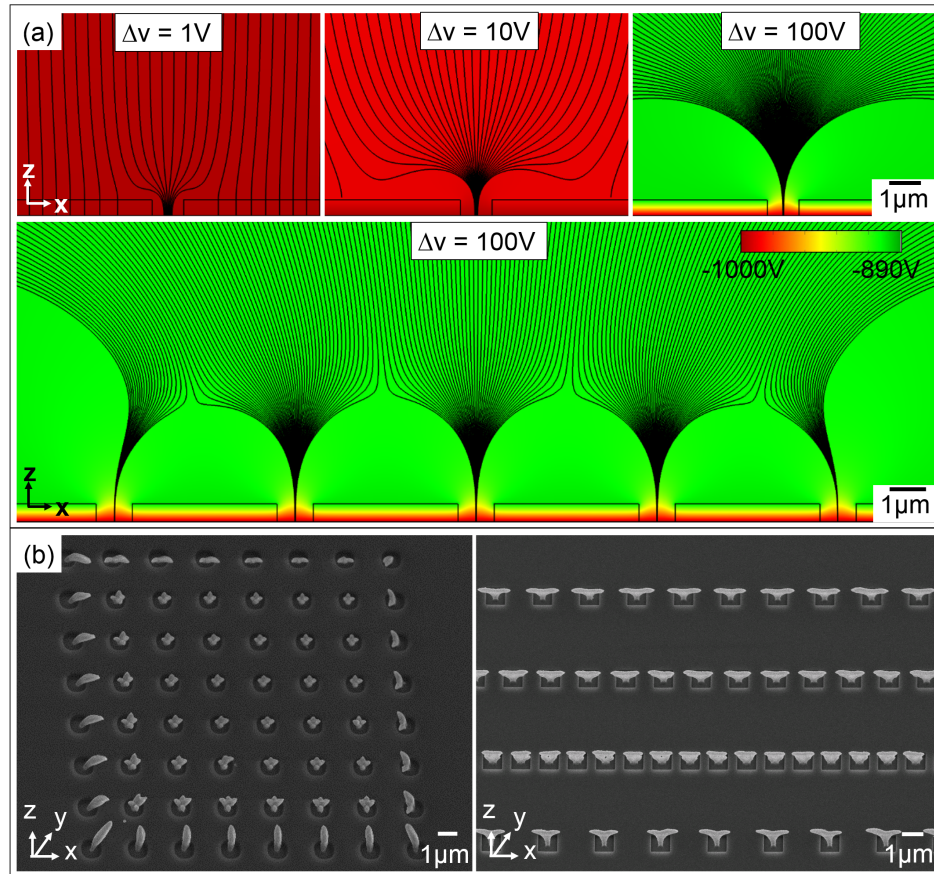 (a)
Δv = 1V
Δv = 10V
Δv = 100V
z
x
1μm
Δv = 100V
-1000V
-890V
z
x
1μm
(b)
z
y
x
1μm
z
y
x
1μm